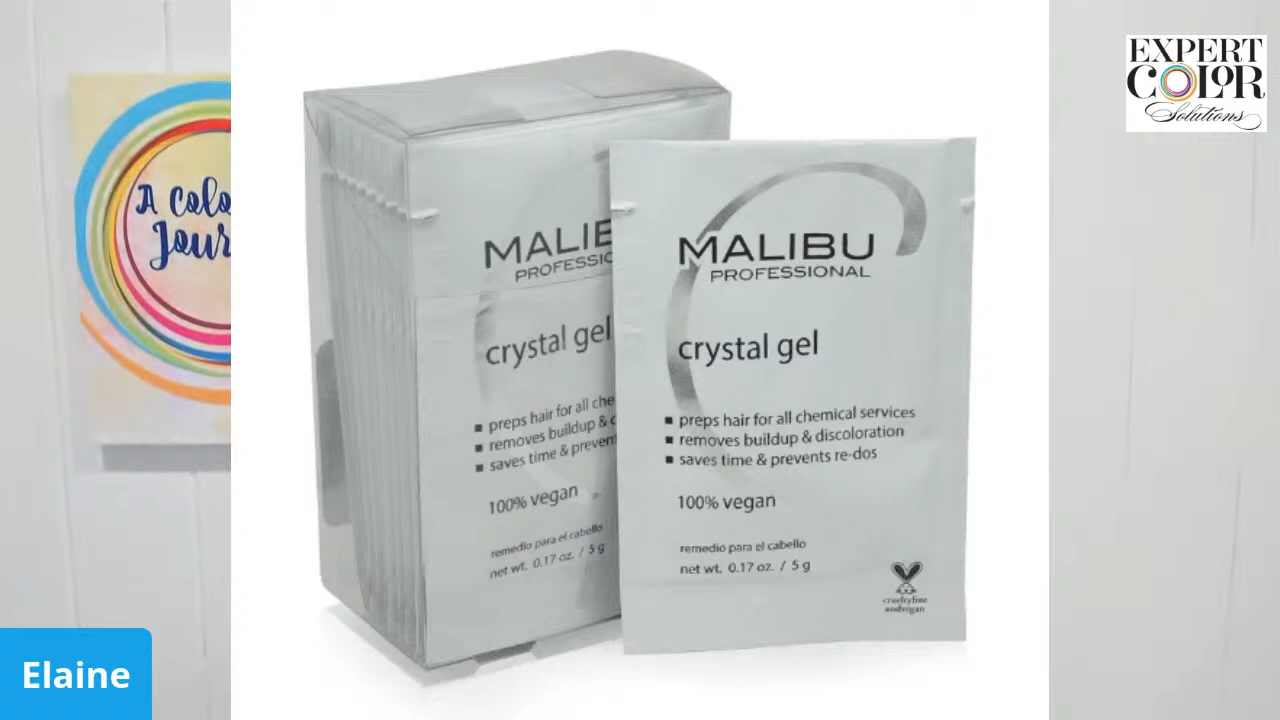 EXPERT
COLOR
Solutions
A colo
Jour
MALIB
PROFESSIO
crystal gel
preps hair for all che
removes buildup & c
saves time & preven
100% vegan
remedio para el cabello
net wt. 0.17 oz. / 5 g
MALIBU
PROFESSIONAL
crystal gel
preps hair for all chemical services
removes buildup & discoloration
saves time & prevents re-dos
100% vegan
remedio para el cabello
net wt. 0.17 oz. / 5 g
crueltyfree
andvegan
Elaine